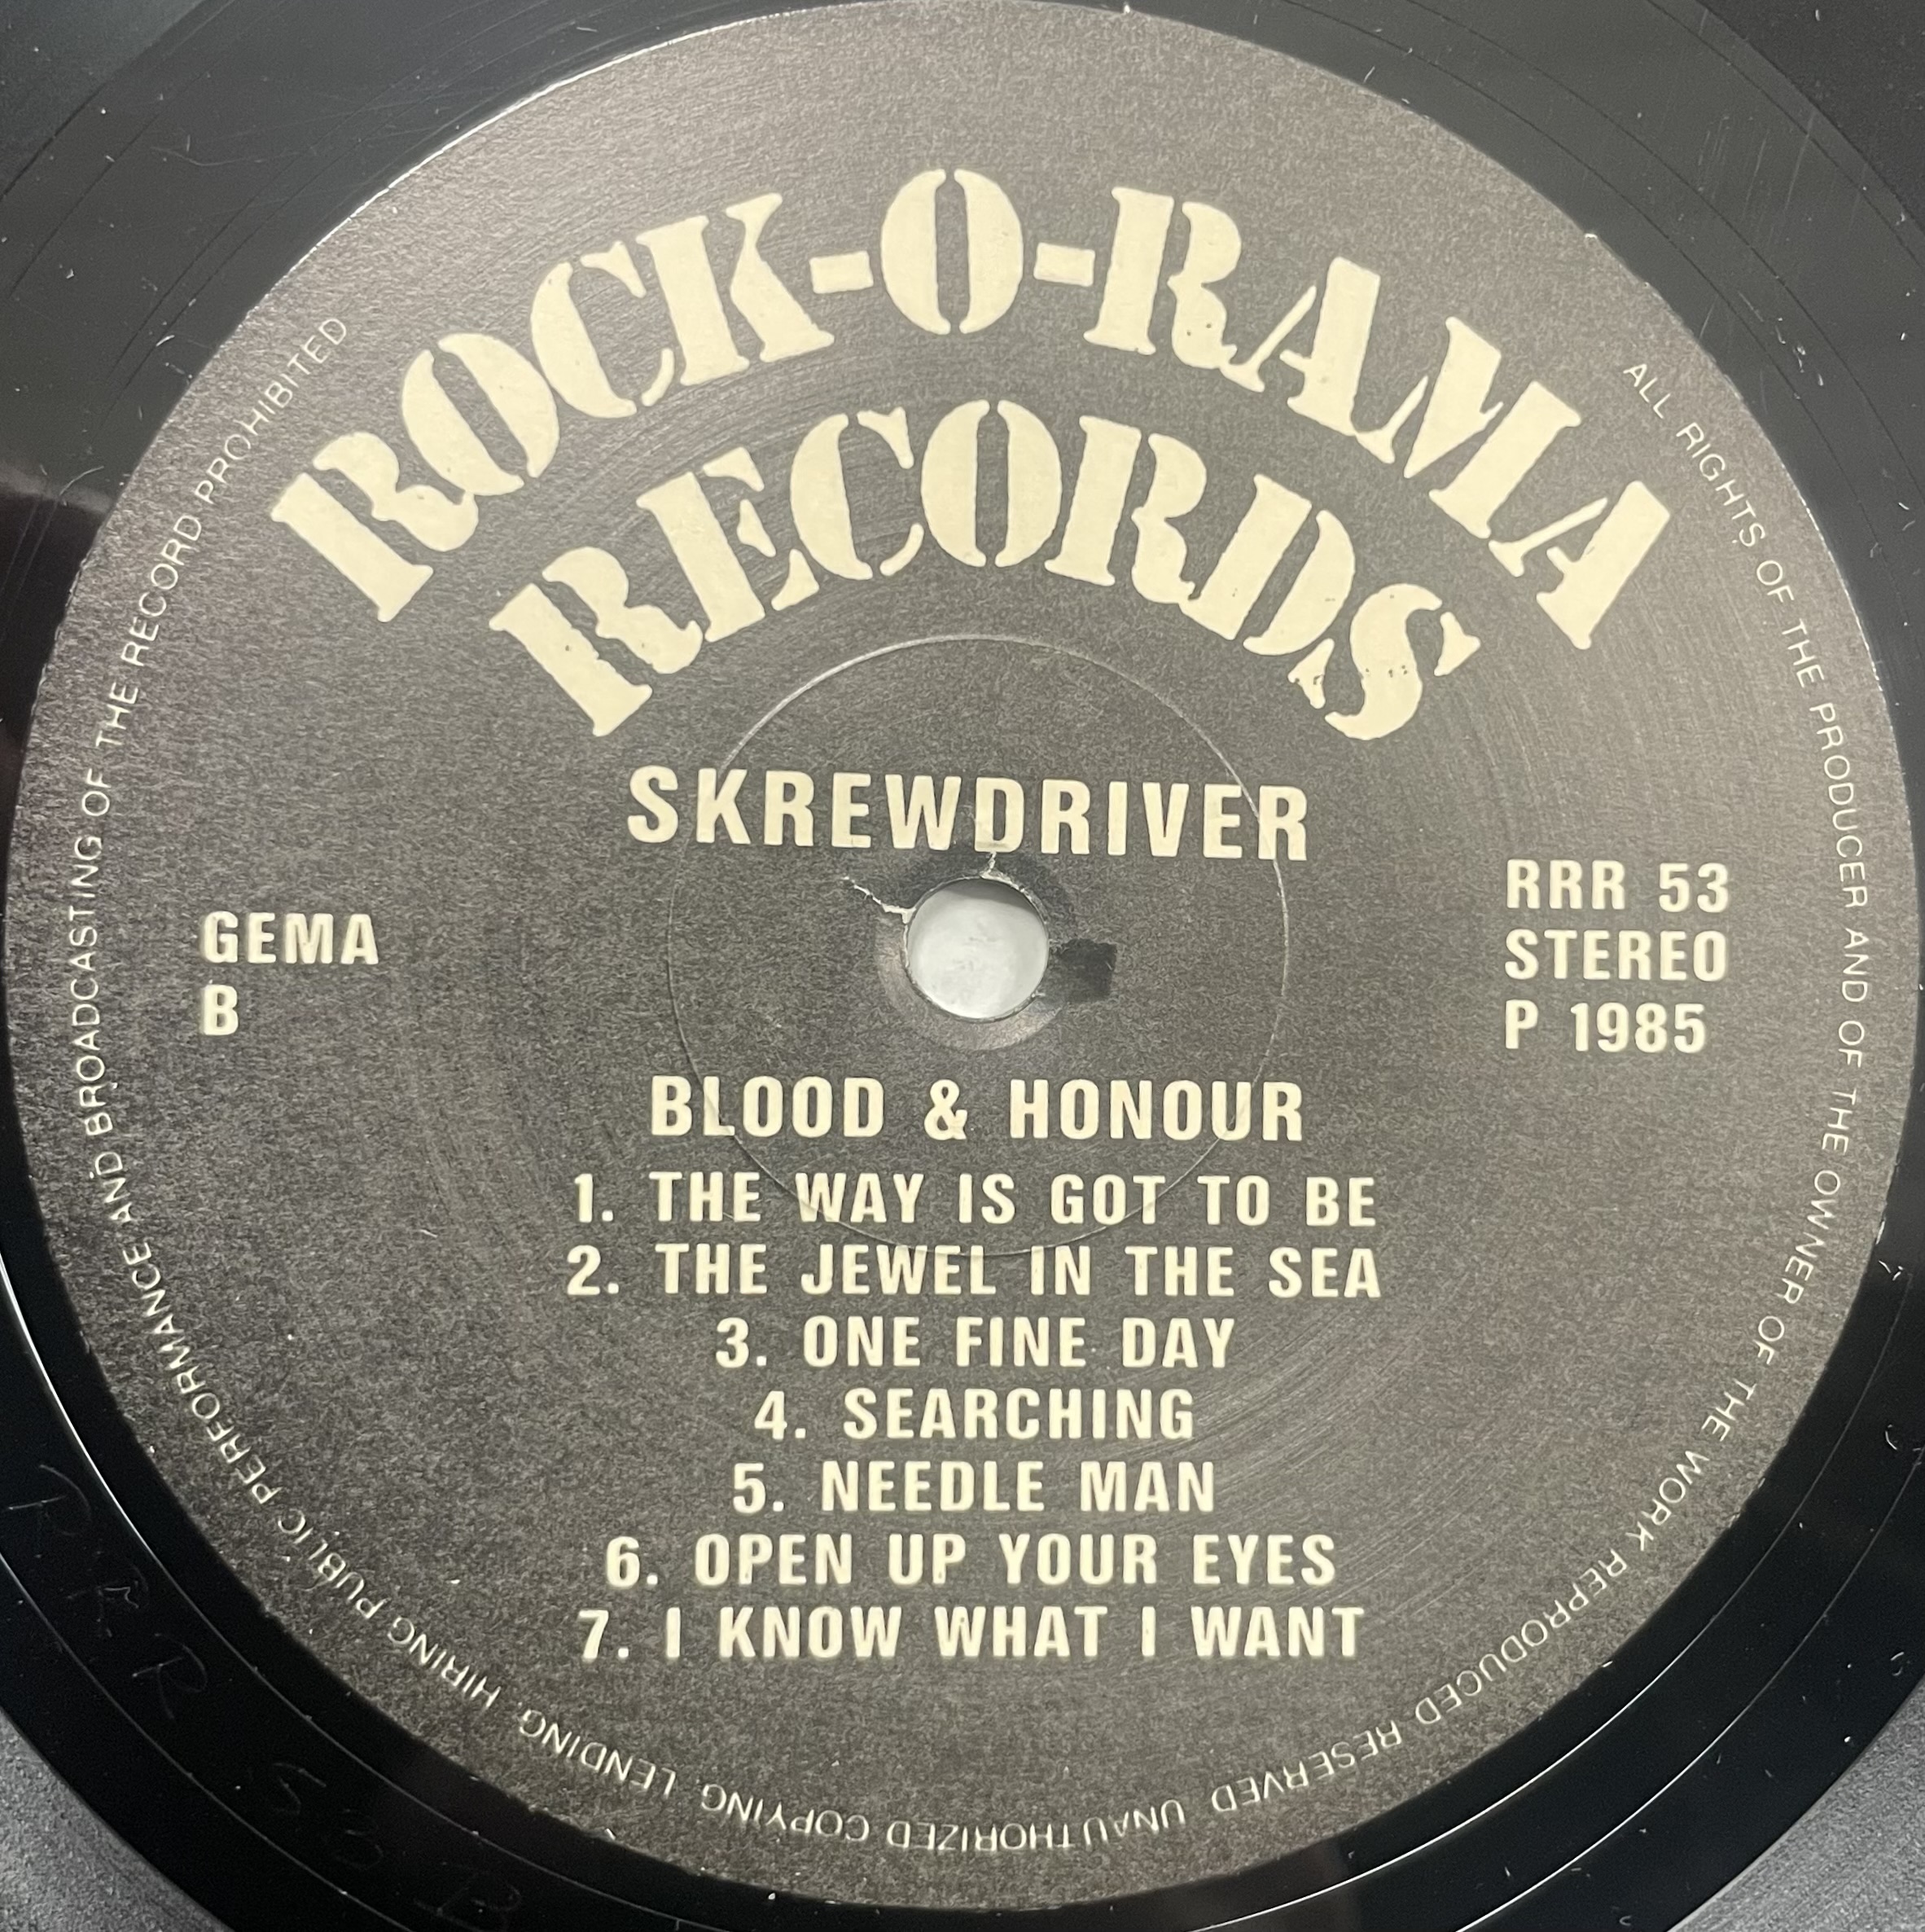 ROCK-O-RAMA
RECORDS
SKREWDRIVER
GEMA
B
RRR 53
STEREO
P 1985
BLOOD & HONOUR
1. THE WAY IS GOT TO BE
2. THE JEWEL IN THE SEA
3. ONE FINE DAY
4. SEARCHING
5. NEEDLE MAN
6. OPEN UP YOUR EYES
7. I KNOW WHAT I WANT
ALL RIGHTS OF THE PRODUCER AND OF THE OWNER OF THE WORK REPRODUCED RESERVED UNAUTHORIZED COPYING. LENDING. HIRING PUBLIC PERFORMANCE AND BROADCASTING OF THE RECORD PROHIBITED
RRR